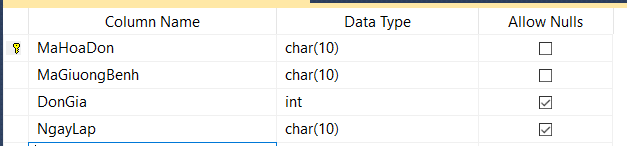 Column Name Data Type Allow Nulls
MaHoaDon char(10)
MaGiuongBenh char(10)
DonGia int
NgayLap char(10)